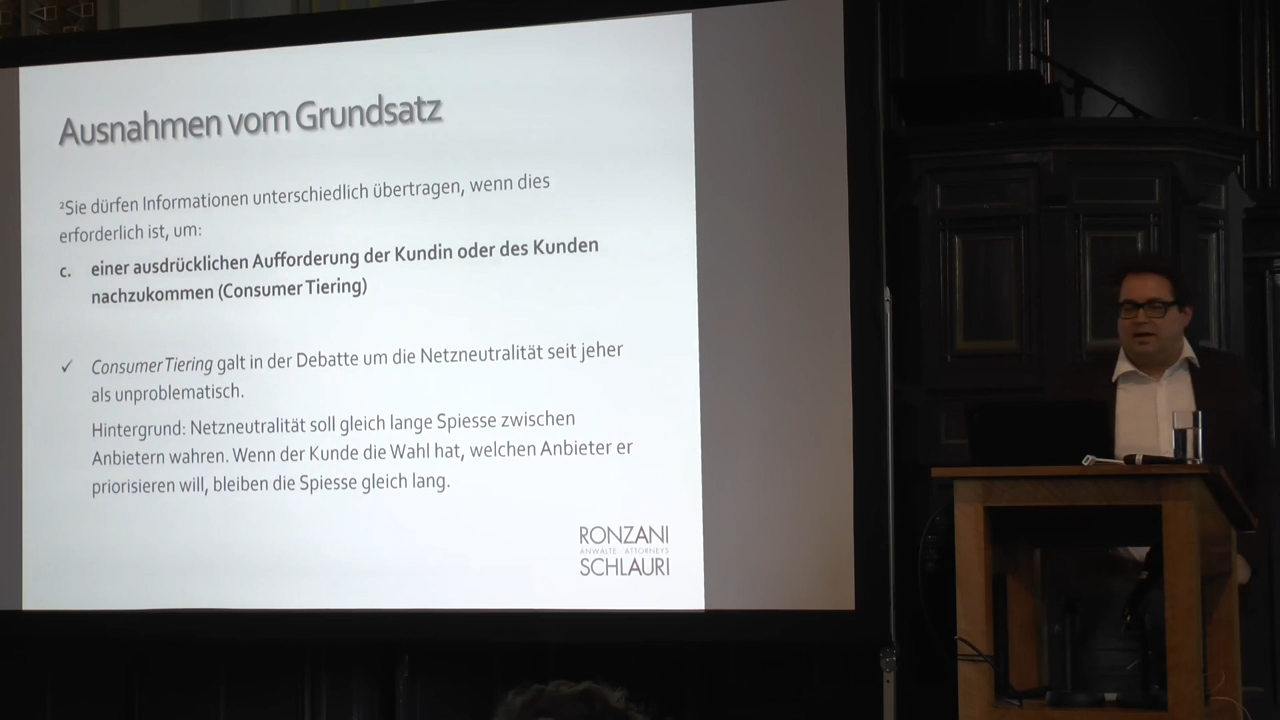 Ausnahmen vom Grundsatz
²Sie dürfen Informationen unterschiedlich übertragen, wenn dies
erforderlich ist, um:
c. einer ausdrücklichen Aufforderung der Kundin oder des Kunden
nachzukommen (Consumer Tiering)
✓ Consumer Tiering galt in der Debatte um die Netzneutralität seit jeher
als unproblematisch.
Hintergrund: Netzneutralität soll gleich lange Spiesse zwischen
Anbietern wahren. Wenn der Kunde die Wahl hat, welchen Anbieter er
priorisieren will, bleiben die Spiesse gleich lang.
RONZANI
ANWÄLTE ATTORNEYS
SCHLAURI